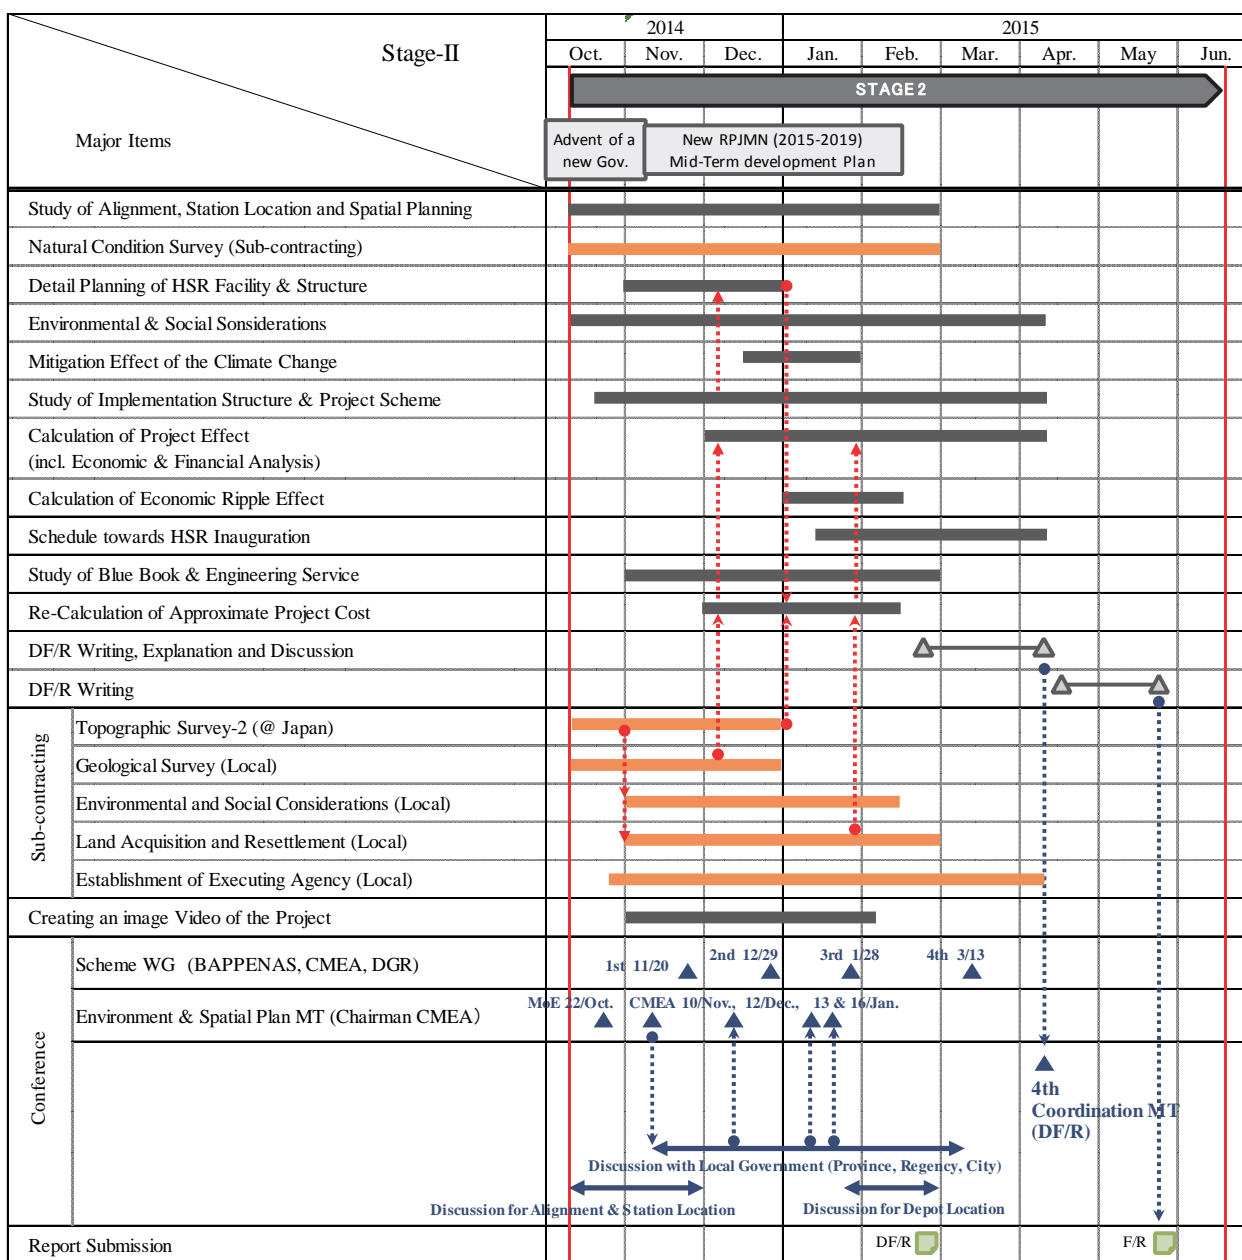 Stage-II
Major Items
2014
2015
Oct.
Nov.
Dec.
Jan.
Feb.
Mar.
Apr.
May
Jun.
STAGE2
Advent of a
new Gov.
New RPJMN (2015-2019)
Mid-Term development Plan
Study of Alignment, Station Location and Spatial Planning
Natural Condition Survey (Sub-contracting)
Detail Planning of HSR Facility & Structure
Environmental & Social Sonsiderations
Mitigation Effect of the Climate Change
Study of Implementation Structure & Project Scheme
Calculation of Project Effect
(incl. Economic & Financial Analysis)
Calculation of Economic Ripple Effect
Schedule towards HSR Inauguration
Study of Blue Book & Engineering Service
Re-Calculation of Approximate Project Cost
DF/R Writing, Explanation and Discussion
DF/R Writing
Sub-contracting
Topographic Survey-2 (@ Japan)
Geological Survey (Local)
Environmental and Social Considerations (Local)
Land Acquisition and Resettlement (Local)
Establishment of Executing Agency (Local)
Creating an image Video of the Project
Conference
Scheme WG (BAPPENAS, CMEA, DGR)
1st 11/20
2nd 12/29
3rd 1/28
4th 3/13
Environment & Spatial Plan MT (Chairman CMEA)
MoE 22/Oct. CMEA 10/Nov., 12/Dec., 13 & 16/Jan.
4th
Coordination MT
(DF/R)
Discussion with Local Government (Province, Regency, City)
Discussion for Alignment & Station Location
Discussion for Depot Location
Report Submission
DF/R
F/R